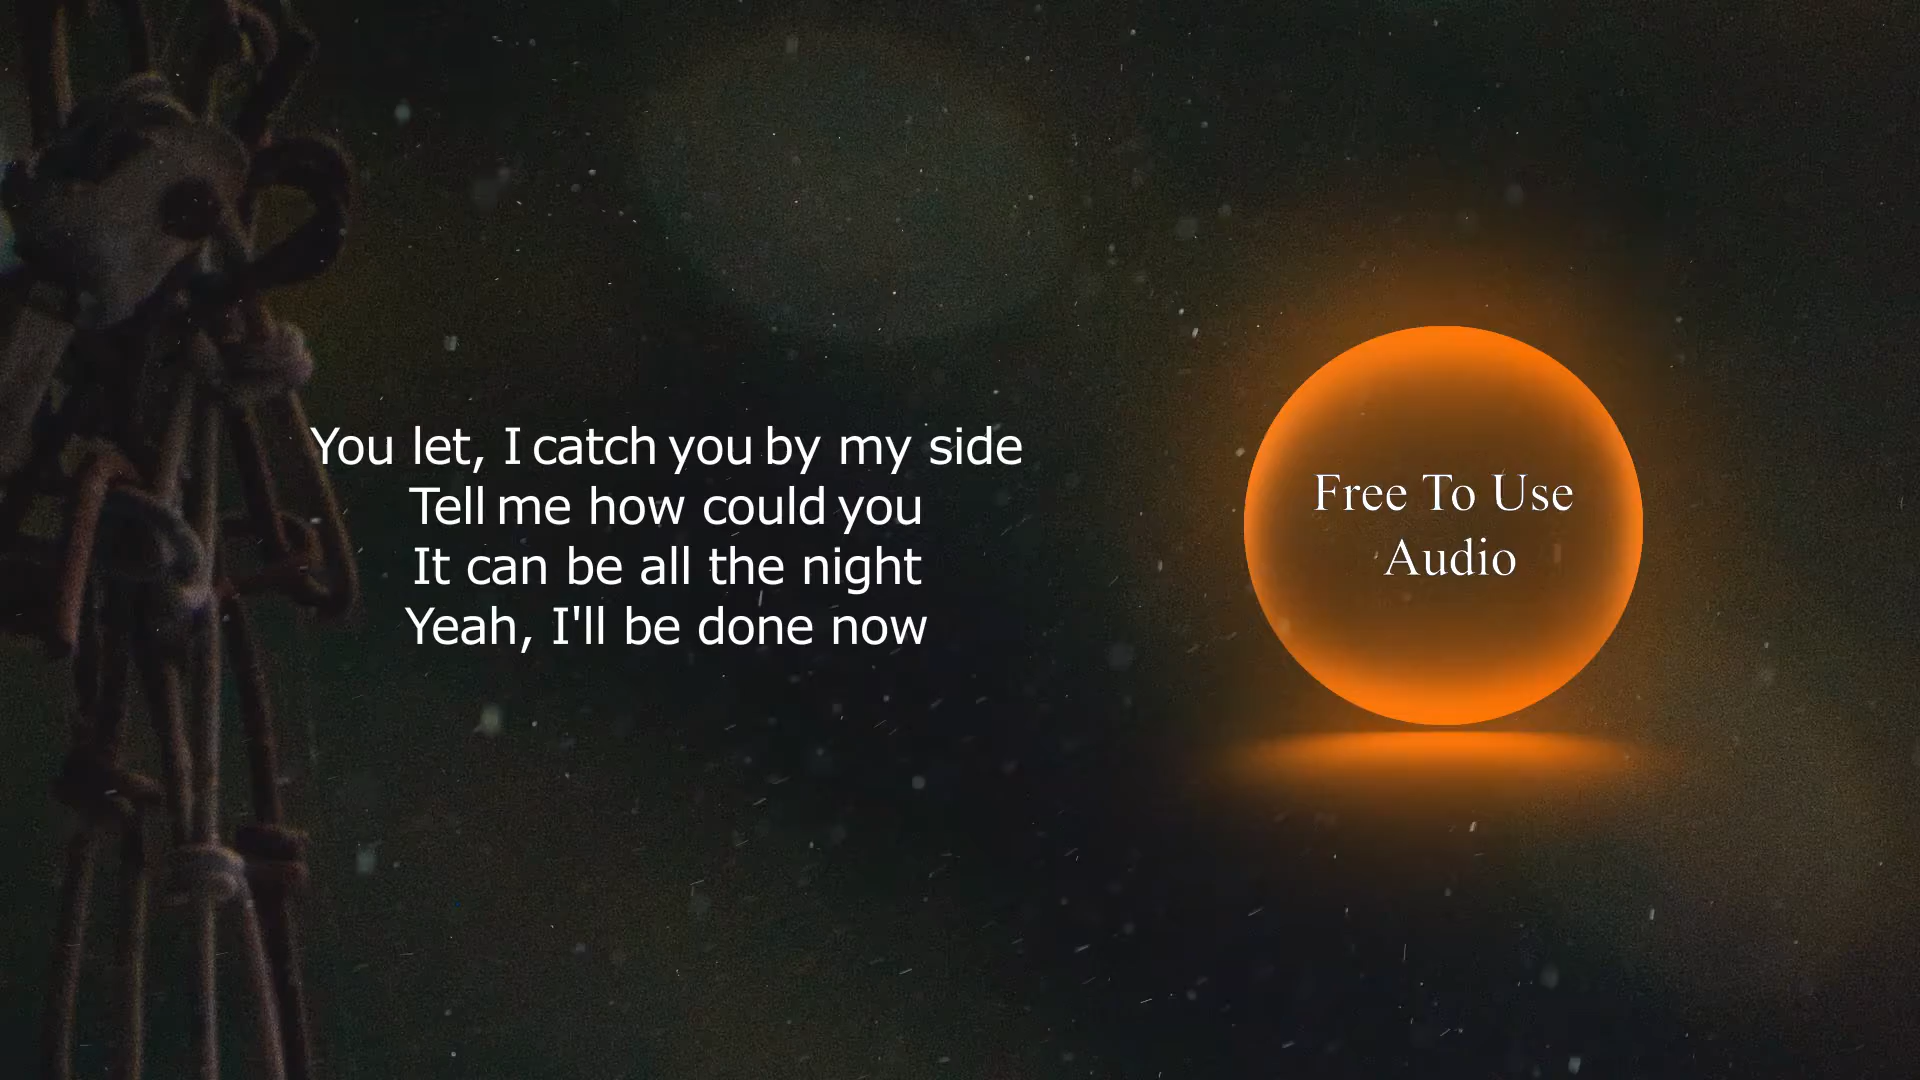 You let, I catch you by my side
Tell me how could you
It can be all the night
Yeah, I'll be done now
Free To Use
Audio